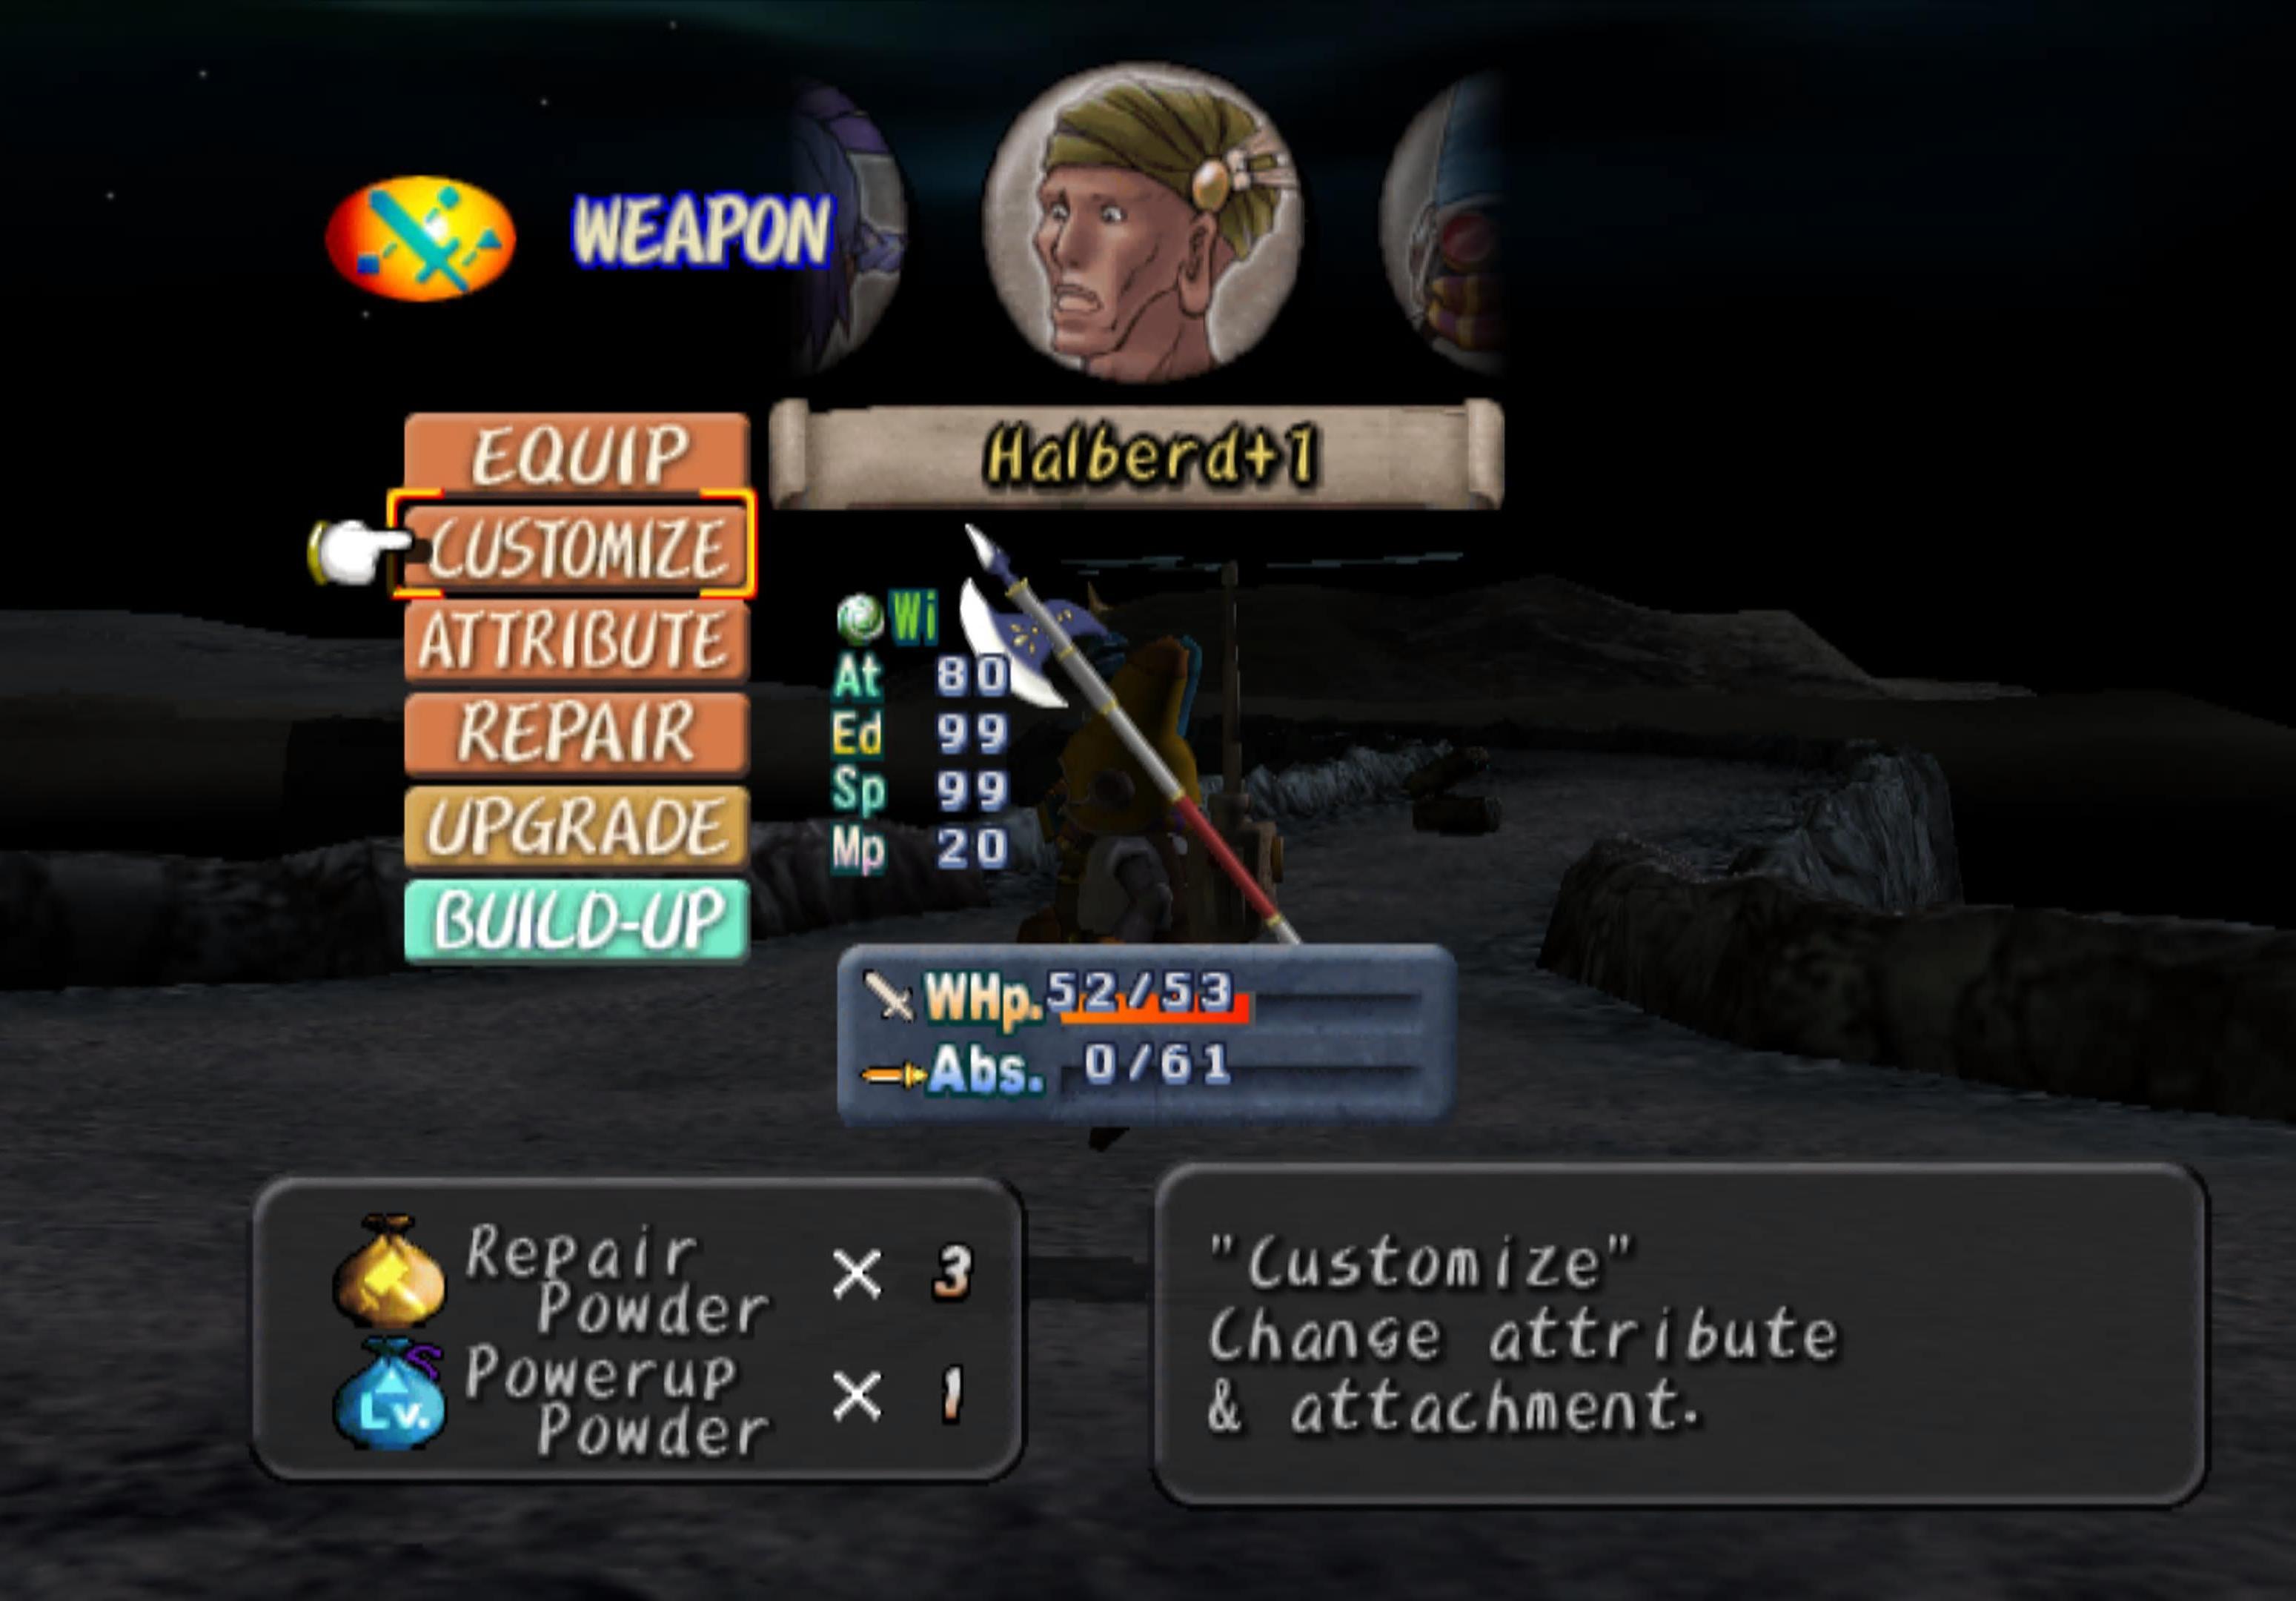 WEAPON
Halberd+1
EQUIP
CUSTOMIZE
ATTRIBUTE
REPAIR
UPGRADE
BUILD-UP
Wi
At 80
Ed 99
Sp 99
Mp 20
WHp. 52/53
Abs. 0/61
Repair
Powder × 3
Lv. Powerup
Powder × 1
"Customize"
Change attribute
& attachment.